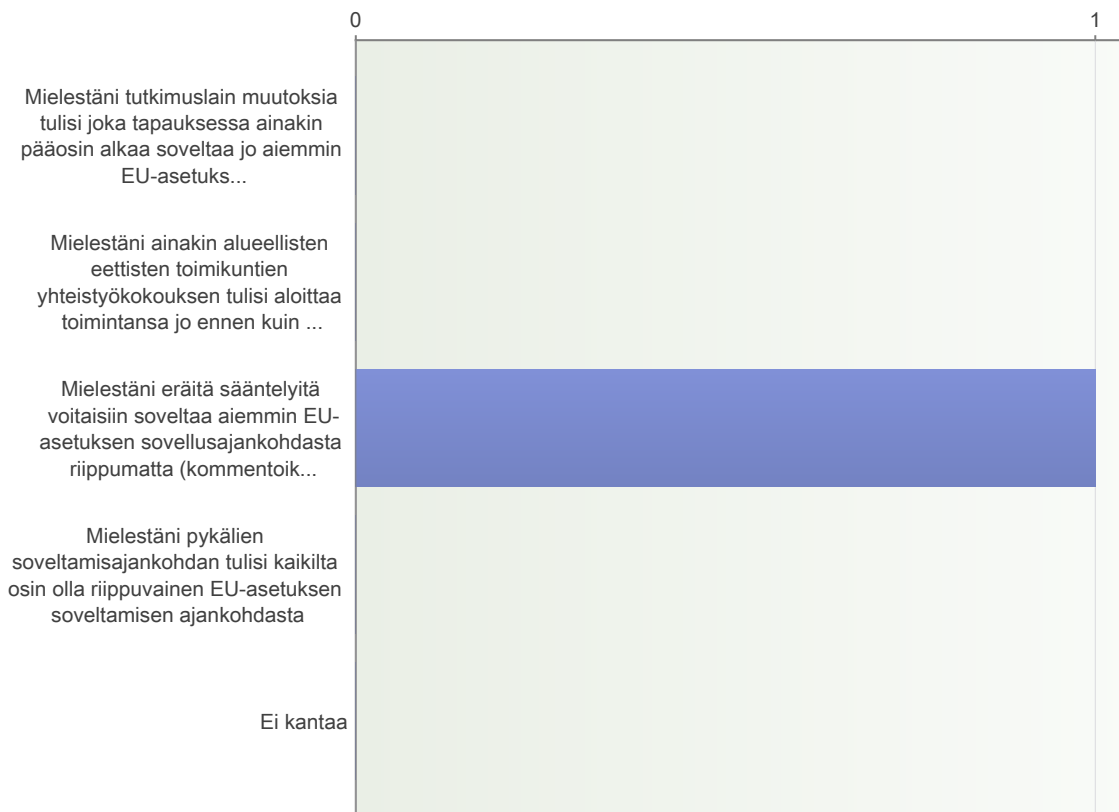 0 1
Mielestäni tutkimuslain muutoksia
tulisi joka tapauksessa ainakin
pääosin alkaa soveltaa jo aiemmin
EU-asetuks...
Mielestäni ainakin alueellisten
eettisten toimikuntien
yhteistyökokouksen tulisi aloittaa
toimintansa jo ennen kuin ...
Mielestäni eräitä sääntelyitä
voitaisiin soveltaa aiemmin EU-
asetuksen sovellusajankohdasta
riippumatta (kommentoik...
Mielestäni pykälien
soveltamisajankohdan tulisi kaikilta
osin olla riippuvainen EU-asetuksen
soveltamisen ajankohdasta
Ei kantaa